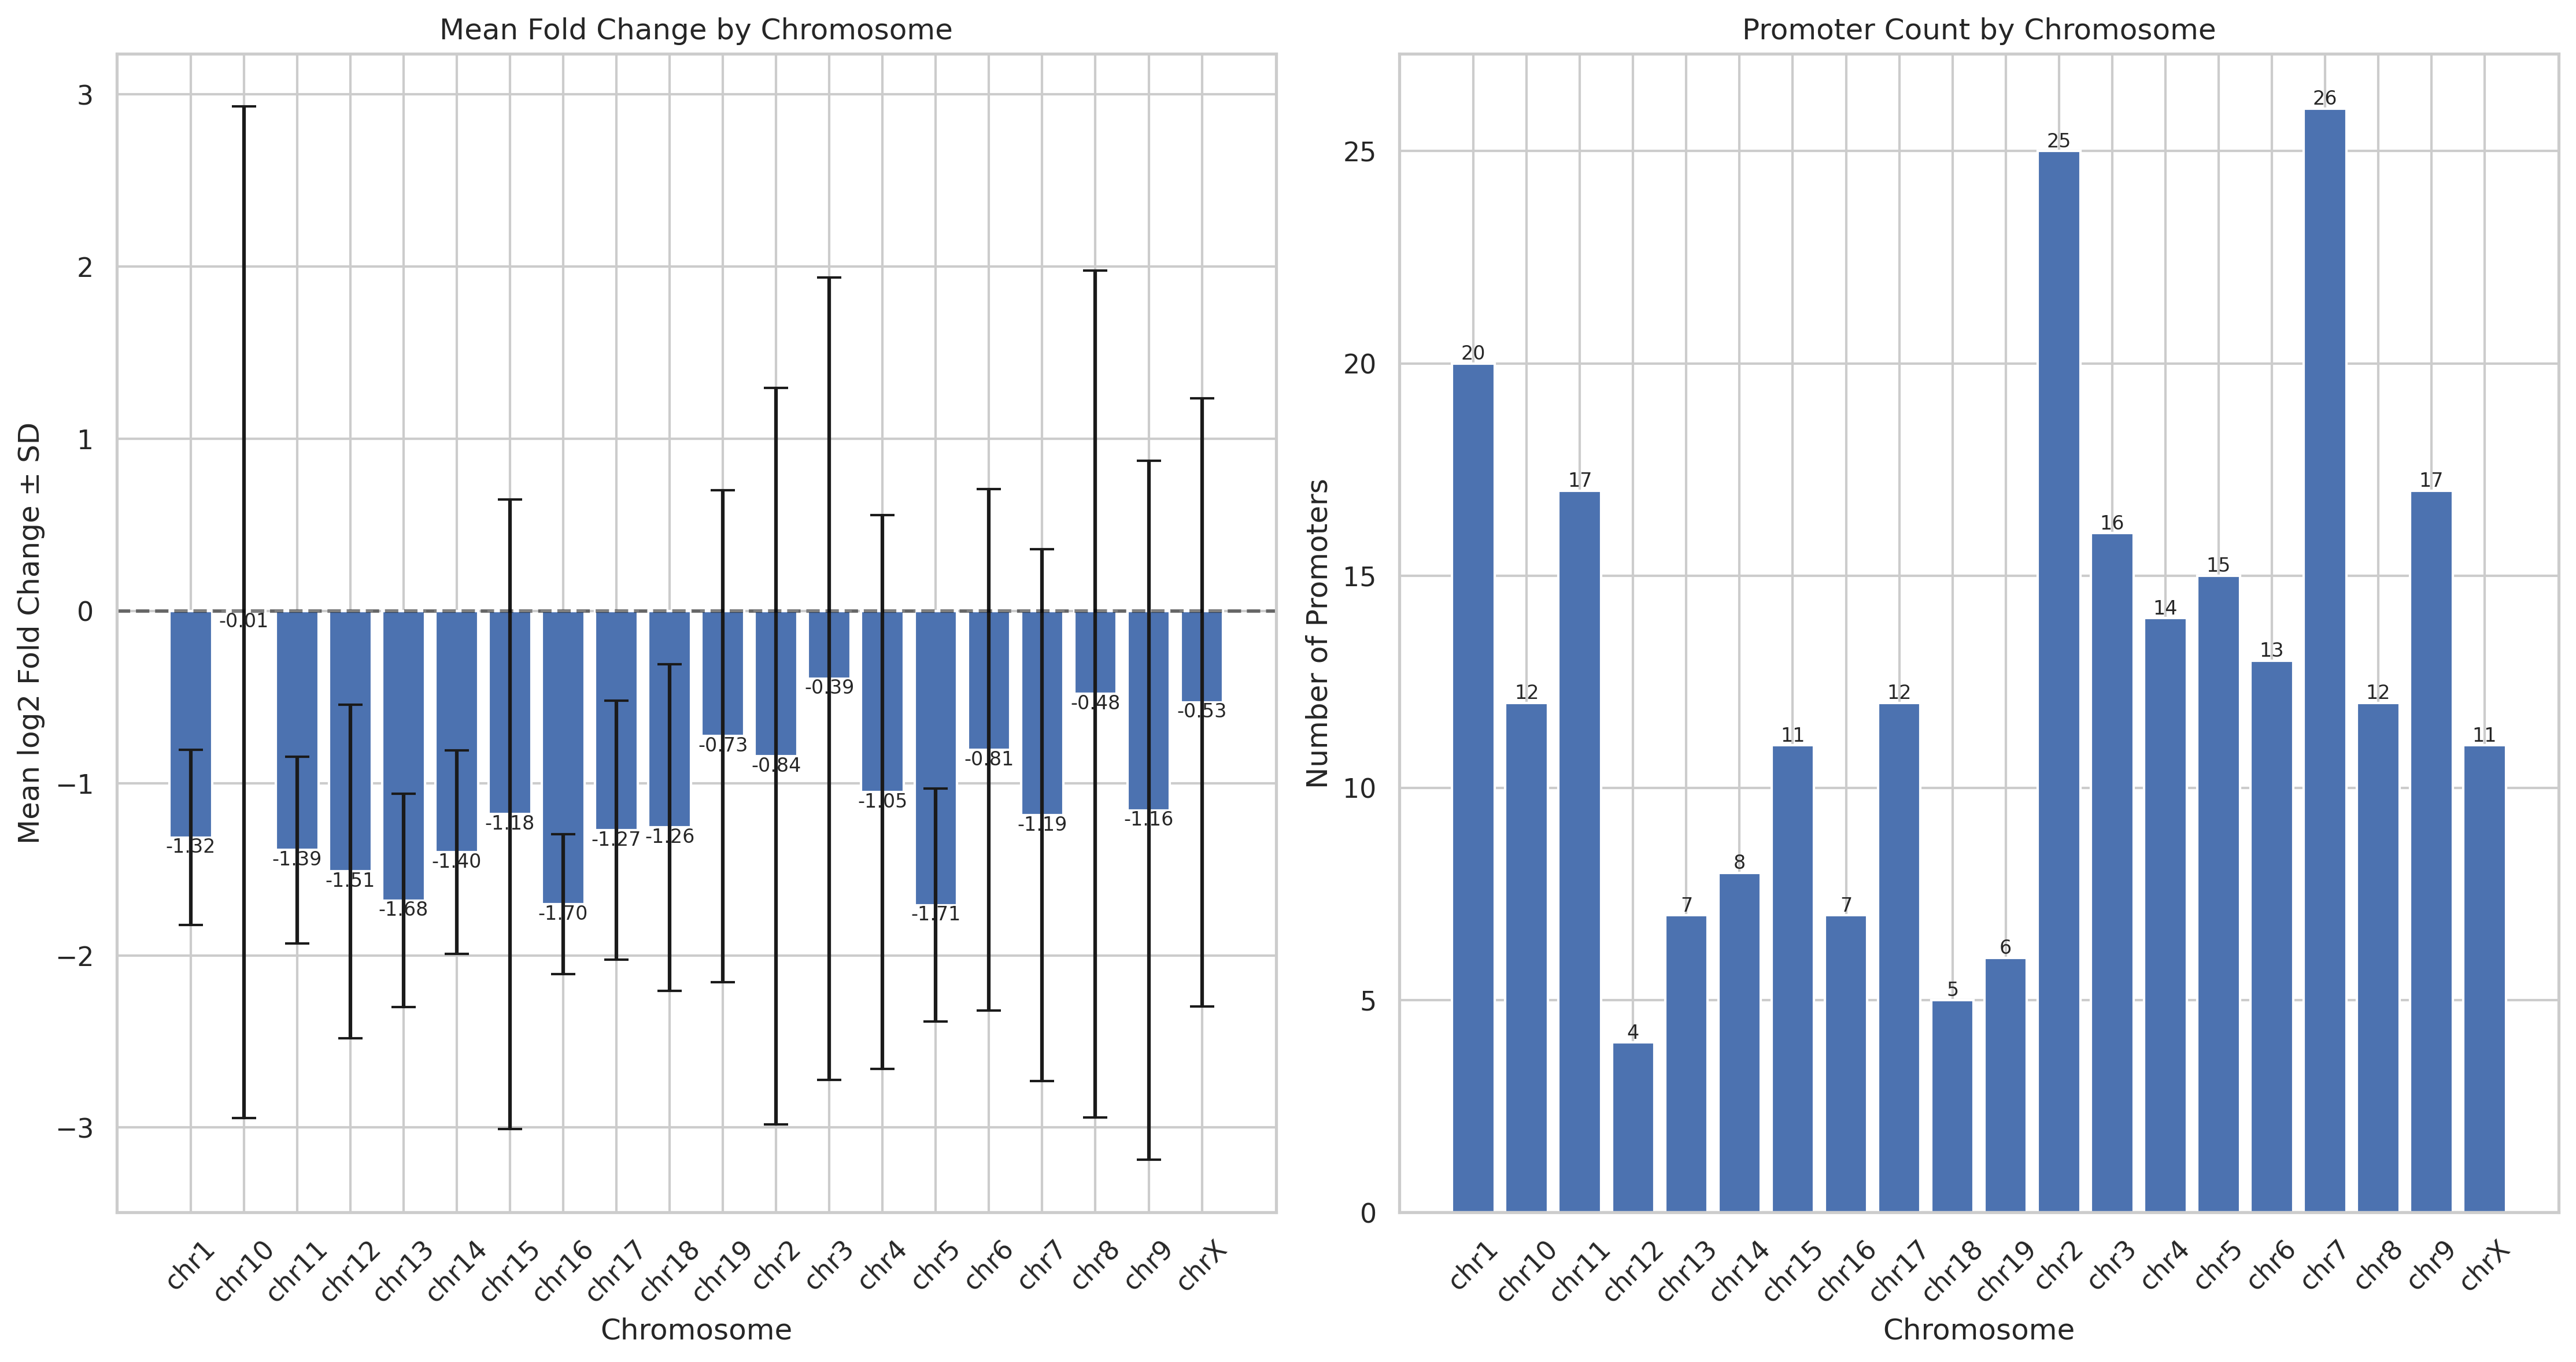 Mean Fold Change by Chromosome
Mean log2 Fold Change ± SD
3
2
1
0
−1
−2
−3
-1.32
-0.01
-1.39
-1.51
-1.68
-1.40
-1.18
-1.70
-1.27
-1.26
-0.73
-0.84
-0.39
-1.05
-1.71
-0.81
-1.19
-0.48
-1.16
-0.53
chr1
chr10
chr11
chr12
chr13
chr14
chr15
chr16
chr17
chr18
chr19
chr2
chr3
chr4
chr5
chr6
chr7
chr8
chr9
chrX
Chromosome
Promoter Count by Chromosome
Number of Promoters
25
20
15
10
5
0
20
12
17
4
7
8
11
7
12
5
6
25
16
14
15
13
26
12
17
11
chr1
chr10
chr11
chr12
chr13
chr14
chr15
chr16
chr17
chr18
chr19
chr2
chr3
chr4
chr5
chr6
chr7
chr8
chr9
chrX
Chromosome